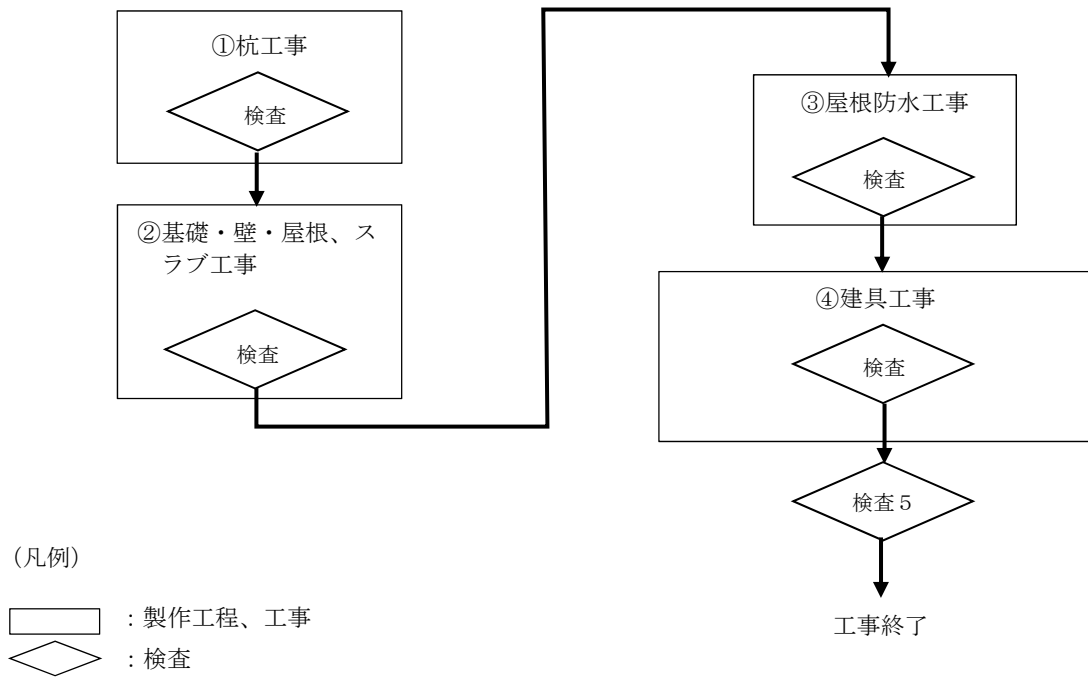 ①杭工事
検査
②基礎・壁・屋根、ス
ラブ工事
検査
③屋根防水工事
検査
④建具工事
検査
検査5
工事終了
(凡例)
：製作工程、工事
：検査